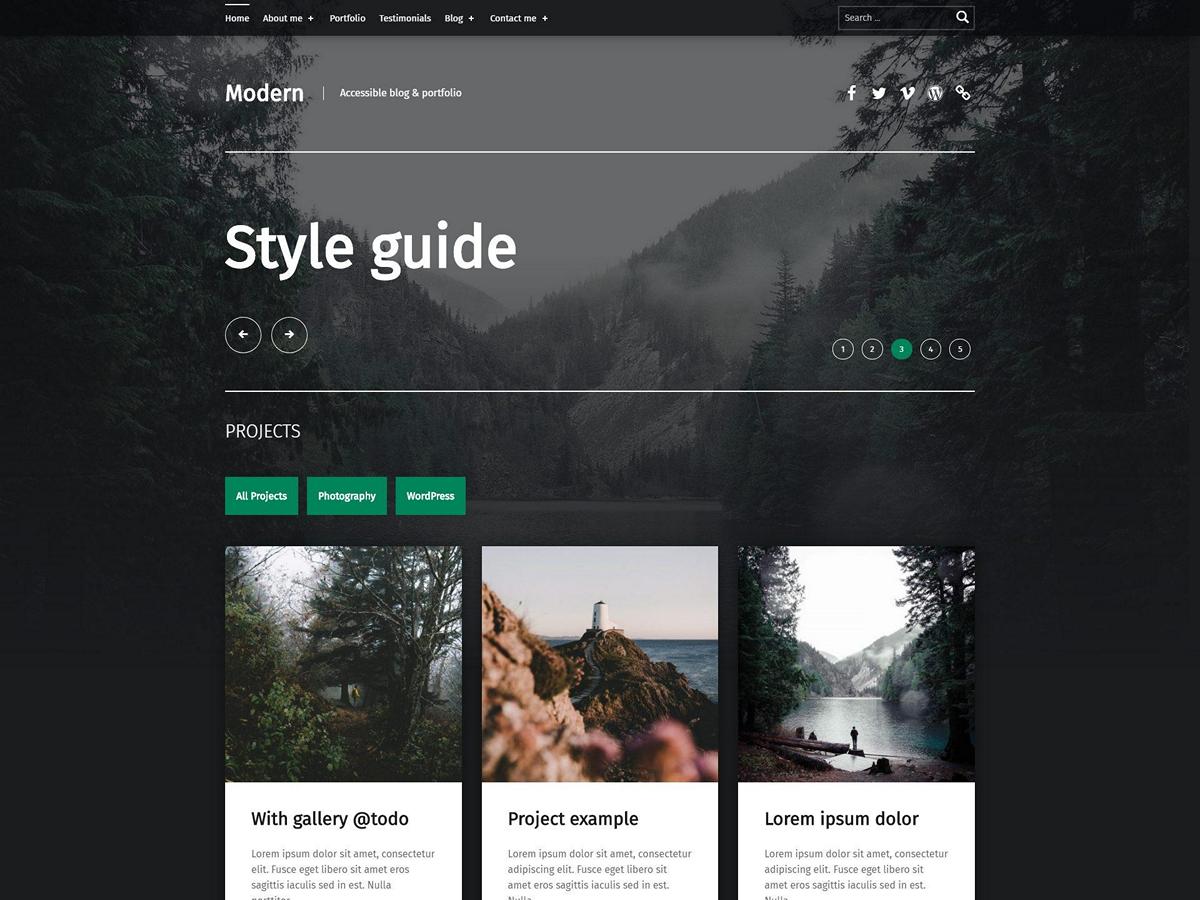 Home About me + Portfolio Testimonials Blog + Contact me + Search ...
Modern Accessible blog & portfolio
Style guide
1 2 3 4 5
PROJECTS
All Projects Photography WordPress
With gallery @todo
Lorem ipsum dolor sit amet, consectetur
elit. Fusce eget libero sit amet eros
sagittis iaculis sed in est. Nulla
porttitor
Project example
Lorem ipsum dolor sit amet, consectetur
adipiscing elit. Fusce eget libero sit
amet eros sagittis iaculis sed in est.
Nulla
Lorem ipsum dolor
Lorem ipsum dolor sit amet, consectetur
adipiscing elit. Fusce eget libero sit
amet eros sagittis iaculis sed in est.
Nulla